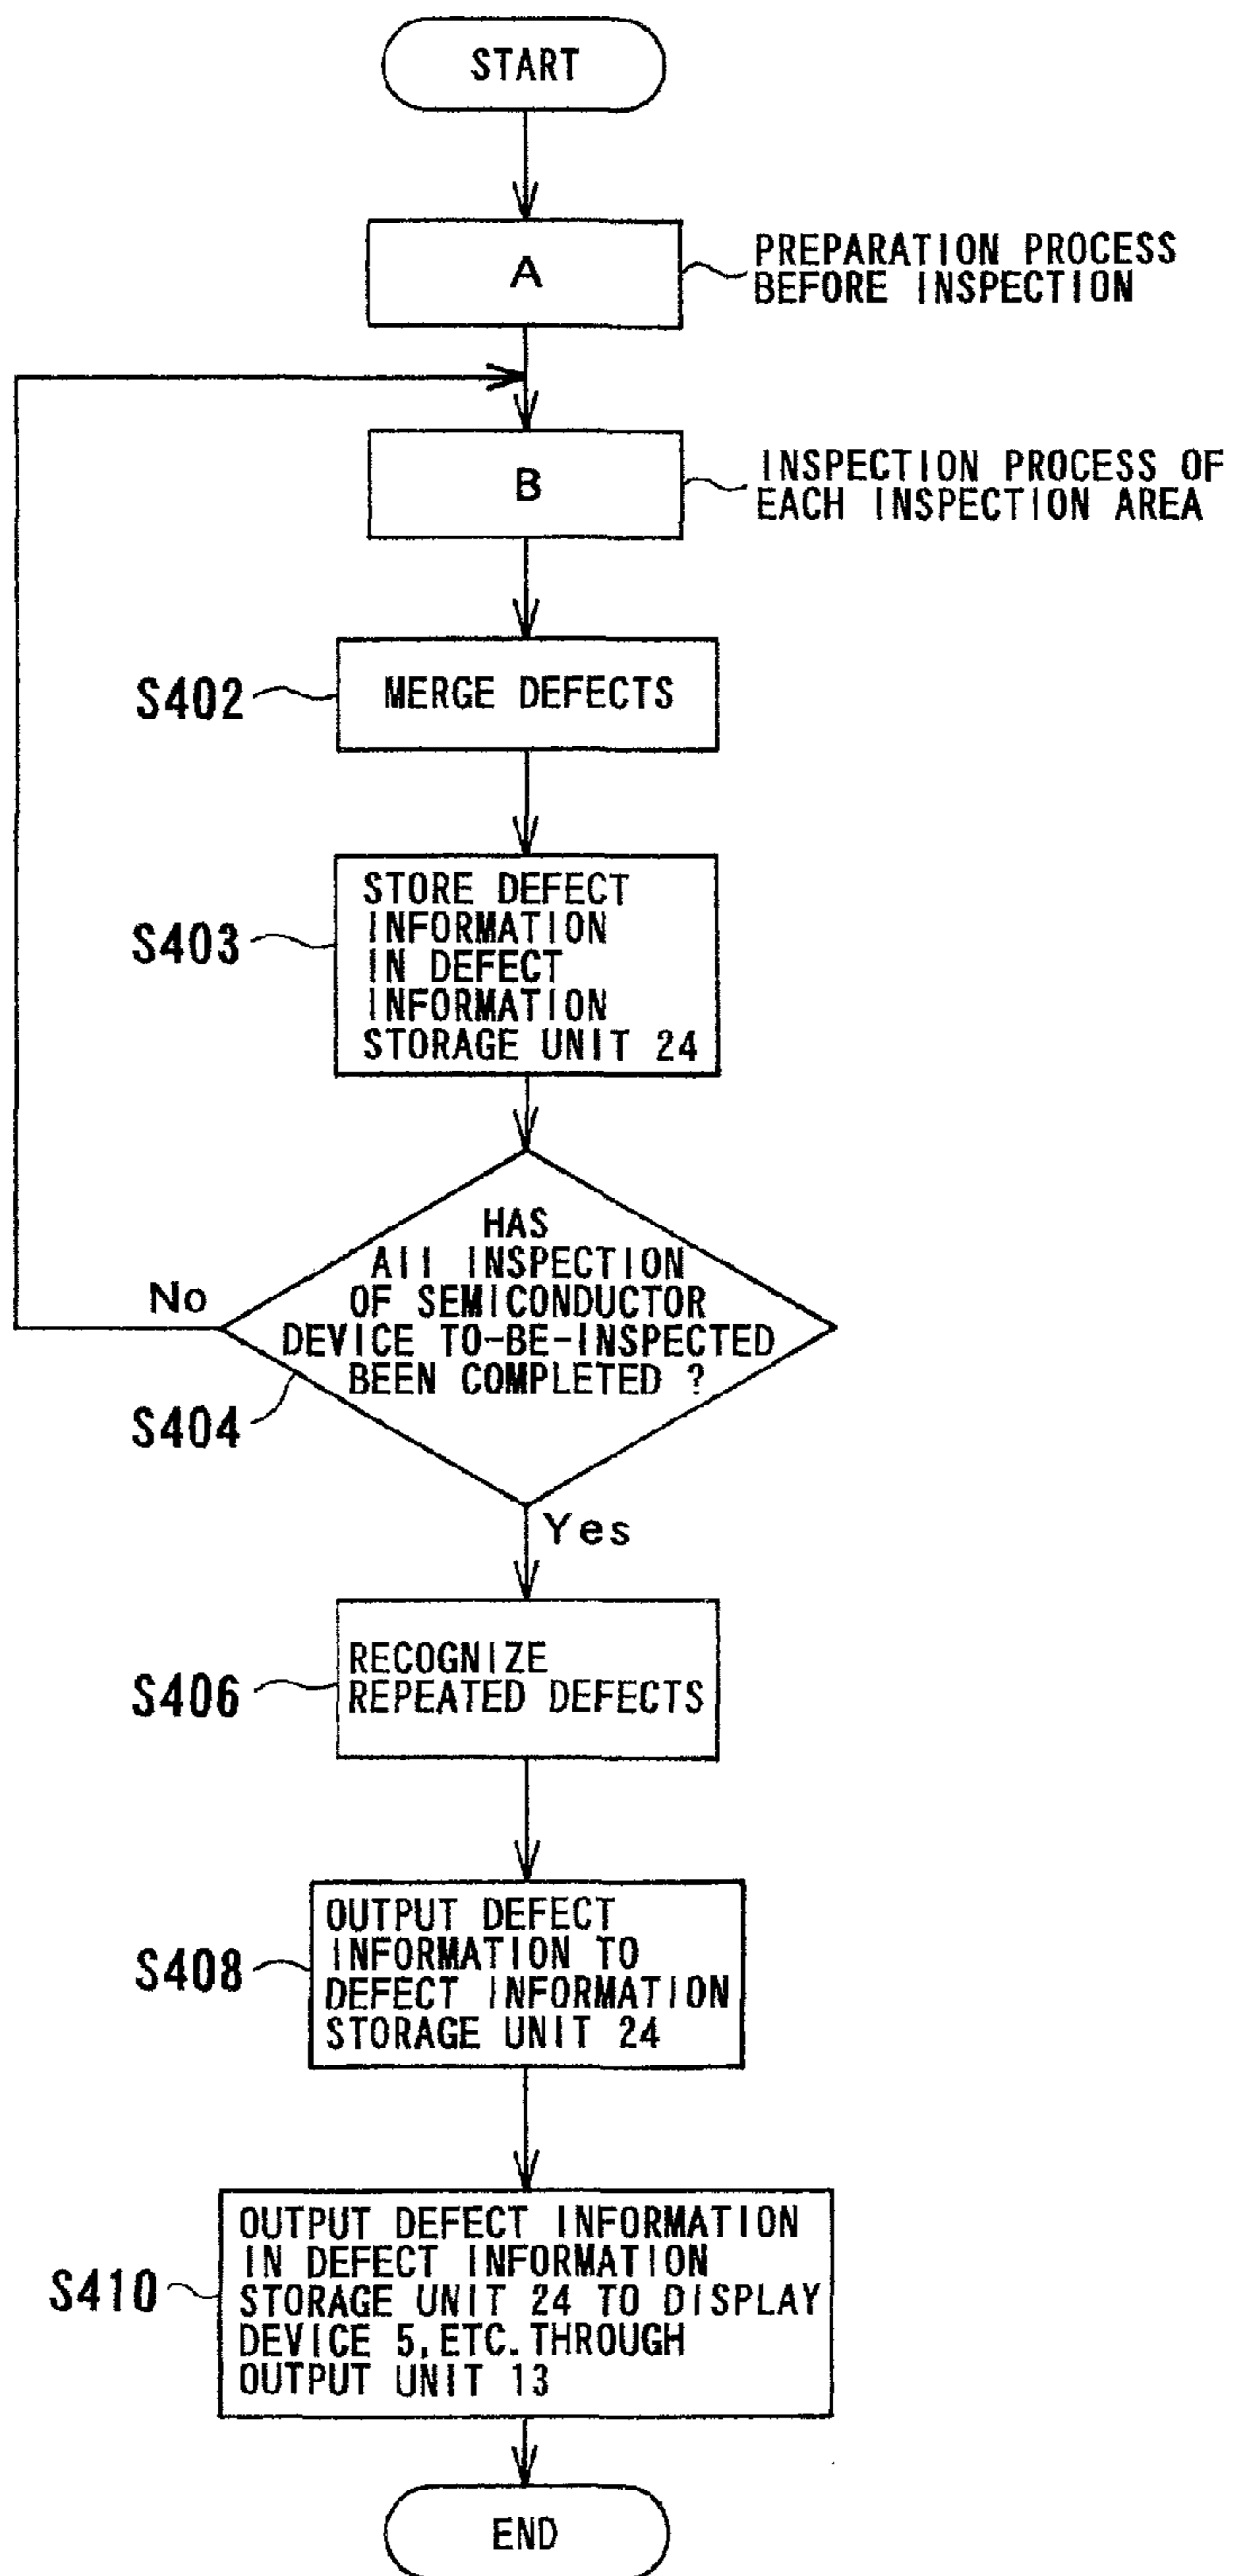 START
A
PREPARATION PROCESS
BEFORE INSPECTION
B
INSPECTION PROCESS OF
EACH INSPECTION AREA
S402
MERGE DEFECTS
S403
STORE DEFECT
INFORMATION
IN DEFECT
INFORMATION
STORAGE UNIT 24
HAS
All INSPECTION
OF SEMICONDUCTOR
DEVICE TO-BE-INSPECTED
BEEN COMPLETED ?
No
S404
Yes
S406
RECOGNIZE
REPEATED DEFECTS
S408
OUTPUT DEFECT
INFORMATION TO
DEFECT INFORMATION
STORAGE UNIT 24
S410
OUTPUT DEFECT INFORMATION
IN DEFECT INFORMATION
STORAGE UNIT 24 TO DISPLAY
DEVICE 5, ETC. THROUGH
OUTPUT UNIT 13
END